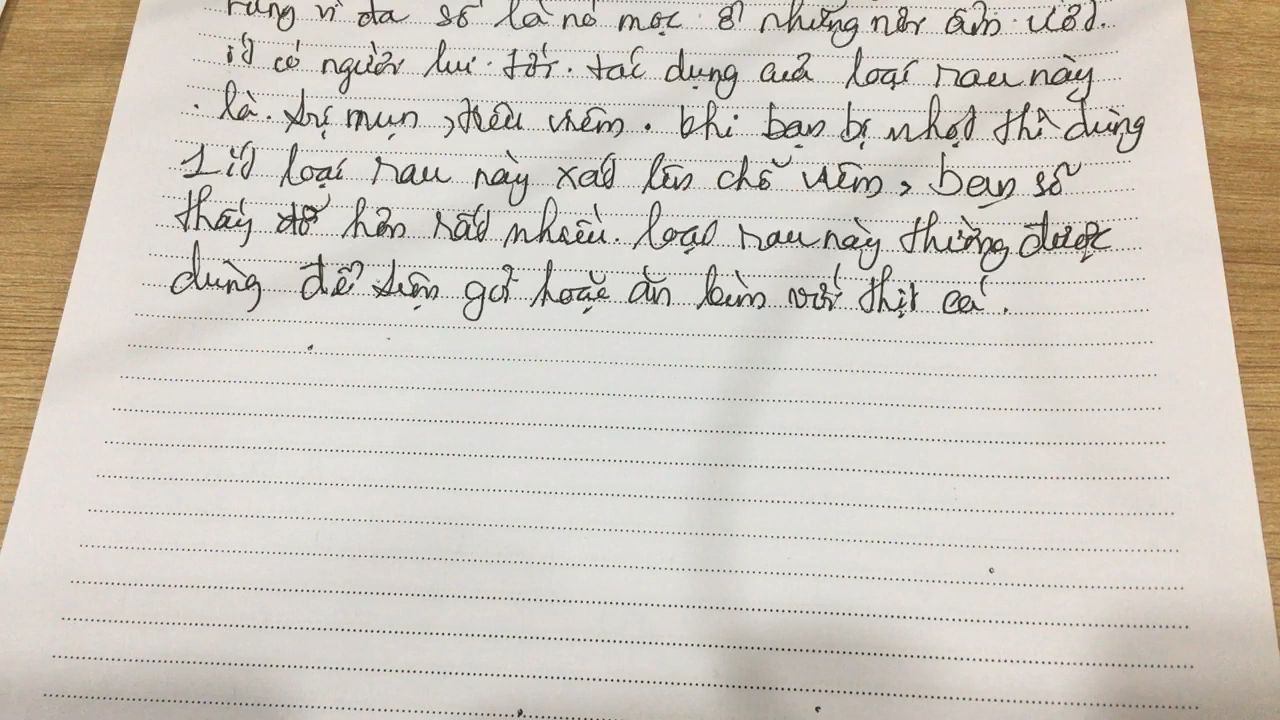 rừng vì đa số là nó mọc ở những nơi ẩm ướt.
ít có người lui tới. tác dụng của loại rau này
là. trị mụn, tiêu viêm. khi bạn bị nhọt thì dùng
1 ít loại rau này xát lên chỗ viêm, bạn sẽ
thấy đỡ hơn rất nhiều. loại rau này thường được
dùng để trộn gỏi hoặc ăn kèm với thịt cá.